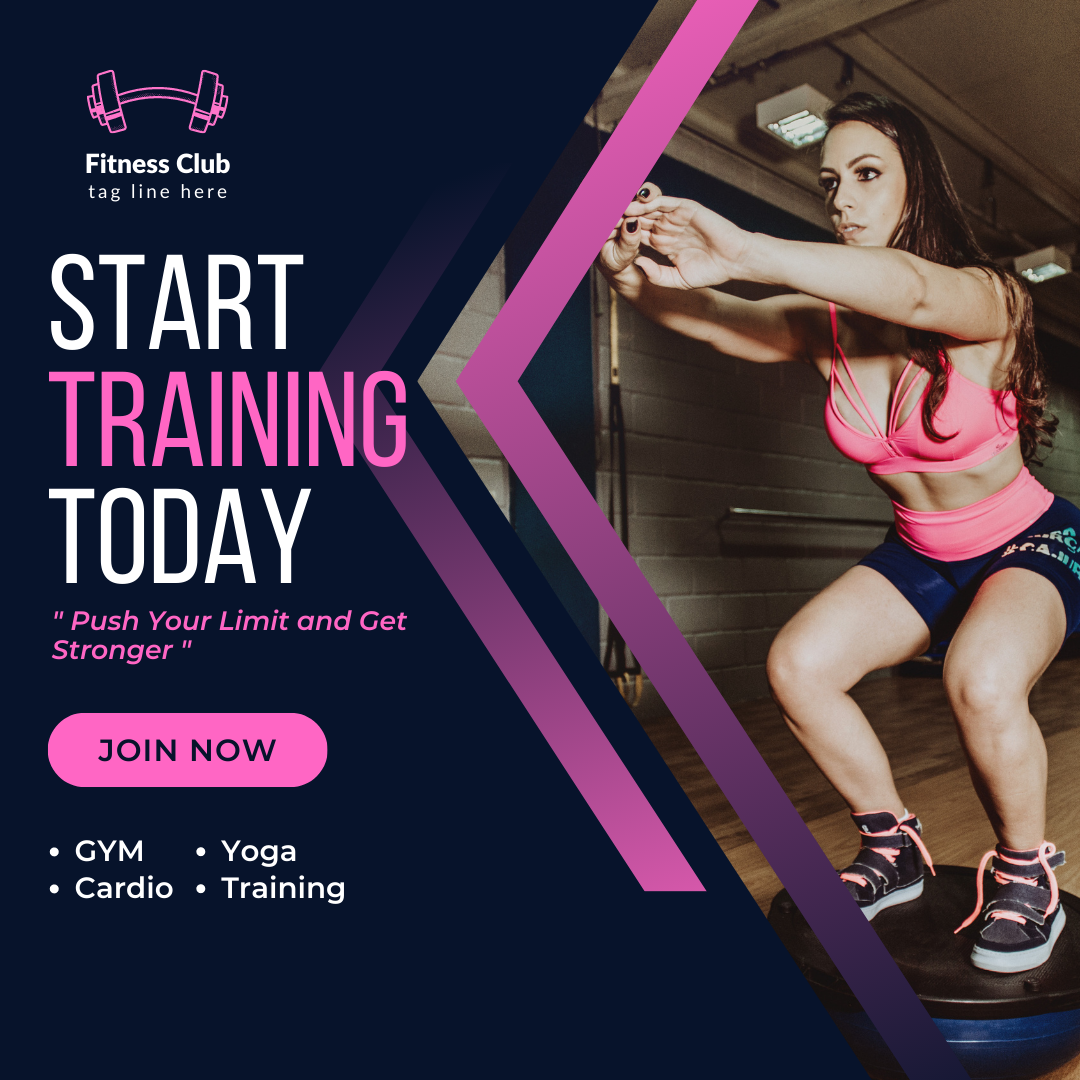 Fitness Club
tag line here
START
TRAINING
TODAY
" Push Your Limit and Get
Stronger "
JOIN NOW
• GYM
• Cardio
• Yoga
• Training